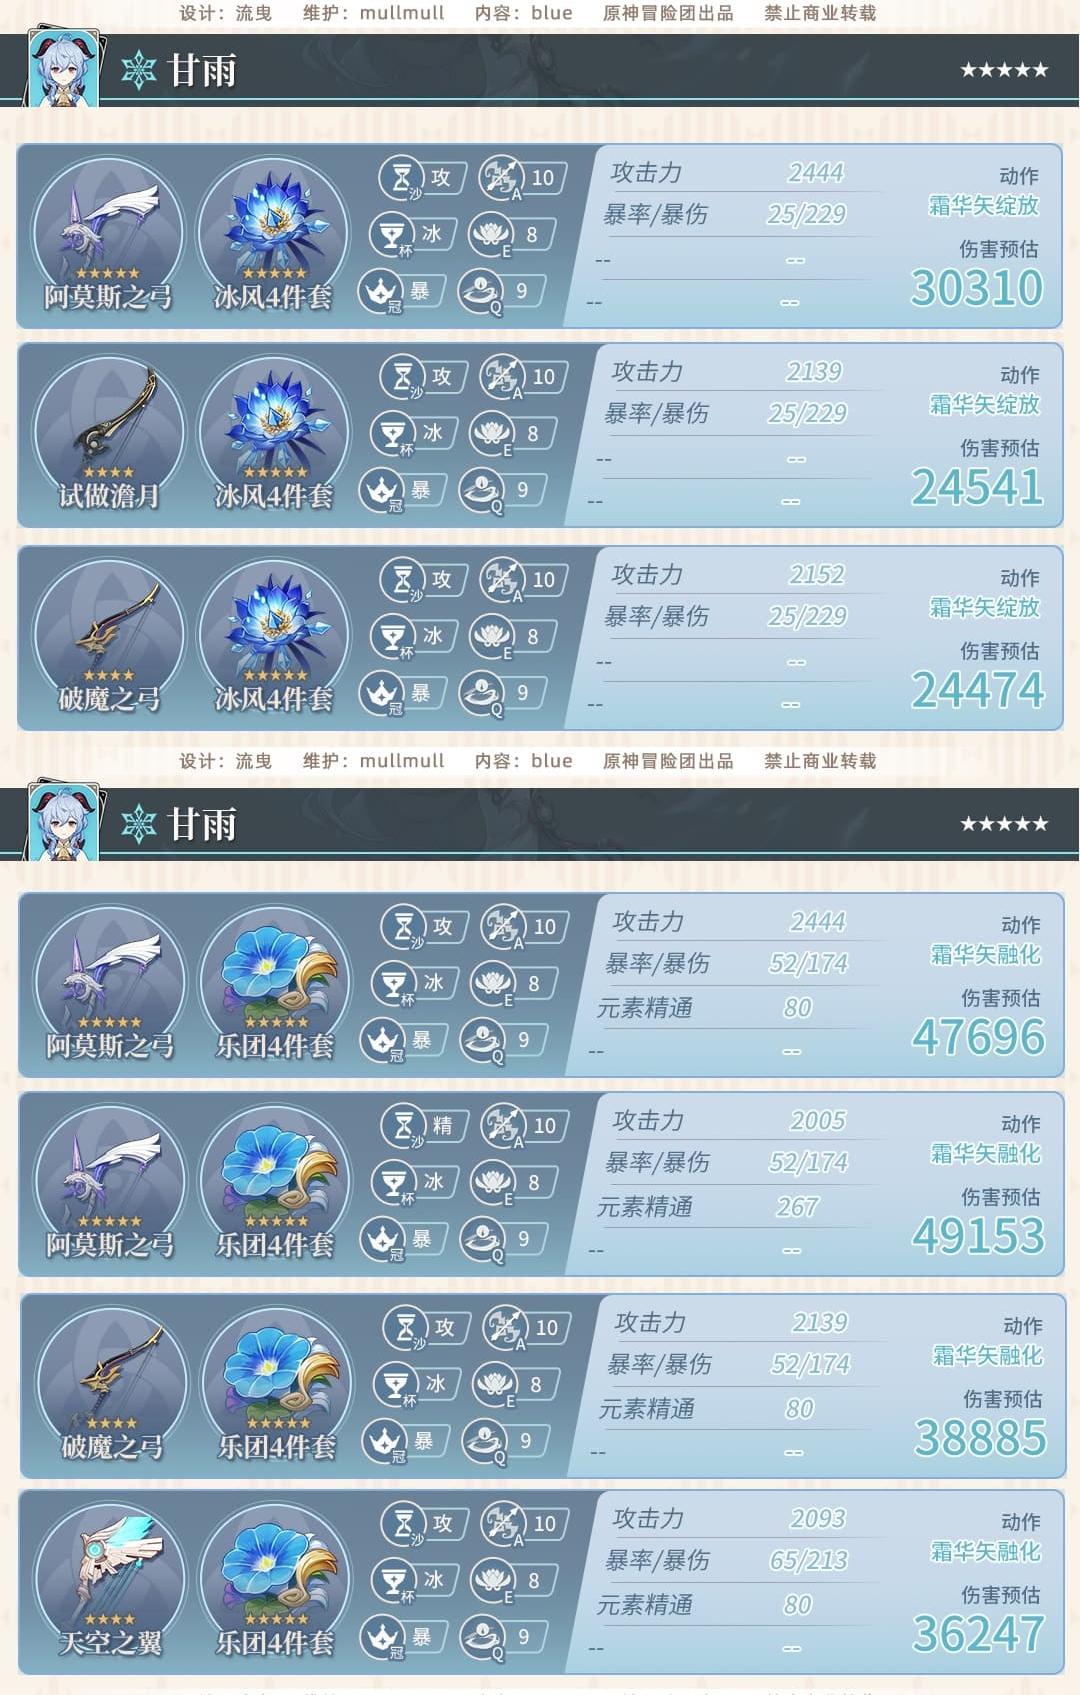 设计：流曳 维护：mullmull 内容：blue 原神冒险团出品 禁止商业转载
甘雨 ★★★★★
沙 攻 A 10 攻击力 2444 动作
杯 冰 E 8 暴率/暴伤 25/229 霜华矢绽放
-- -- 伤害预估
阿莫斯之弓 冰风4件套 冠 暴 Q 9 -- -- 30310
沙 攻 A 10 攻击力 2139 动作
杯 冰 E 8 暴率/暴伤 25/229 霜华矢绽放
-- -- 伤害预估
试做澹月 冰风4件套 冠 暴 Q 9 -- -- 24541
沙 攻 A 10 攻击力 2152 动作
杯 冰 E 8 暴率/暴伤 25/229 霜华矢绽放
-- -- 伤害预估
破魔之弓 冰风4件套 冠 暴 Q 9 -- -- 24474
设计：流曳 维护：mullmull 内容：blue 原神冒险团出品 禁止商业转载
甘雨 ★★★★★
沙 攻 A 10 攻击力 2444 动作
杯 冰 E 8 暴率/暴伤 52/174 霜华矢融化
元素精通 80 伤害预估
阿莫斯之弓 乐团4件套 冠 暴 Q 9 -- -- 47696
沙 精 A 10 攻击力 2005 动作
杯 冰 E 8 暴率/暴伤 52/174 霜华矢融化
元素精通 267 伤害预估
阿莫斯之弓 乐团4件套 冠 暴 Q 9 -- -- 49153
沙 攻 A 10 攻击力 2139 动作
杯 冰 E 8 暴率/暴伤 52/174 霜华矢融化
元素精通 80 伤害预估
破魔之弓 乐团4件套 冠 暴 Q 9 -- -- 38885
沙 攻 A 10 攻击力 2093 动作
杯 冰 E 8 暴率/暴伤 65/213 霜华矢融化
元素精通 80 伤害预估
天空之翼 乐团4件套 冠 暴 Q 9 -- -- 36247